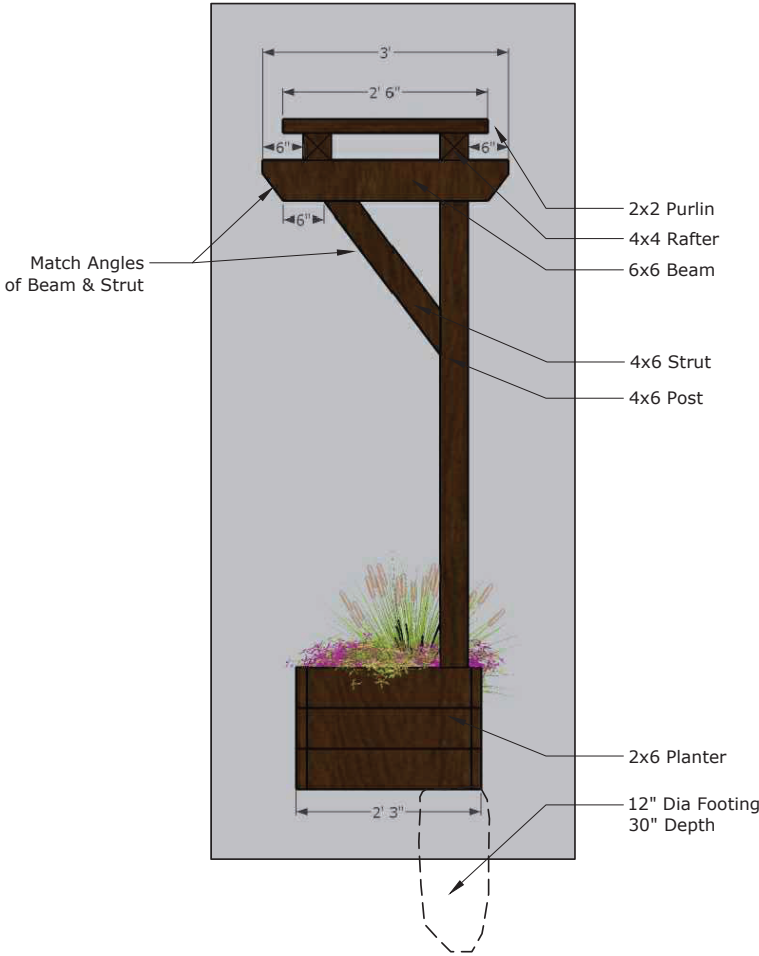 3'
2' 6"
6"
6"
6"
2x2 Purlin
4x4 Rafter
6x6 Beam
Match Angles
of Beam & Strut
4x6 Strut
4x6 Post
2x6 Planter
2' 3"
12" Dia Footing
30" Depth